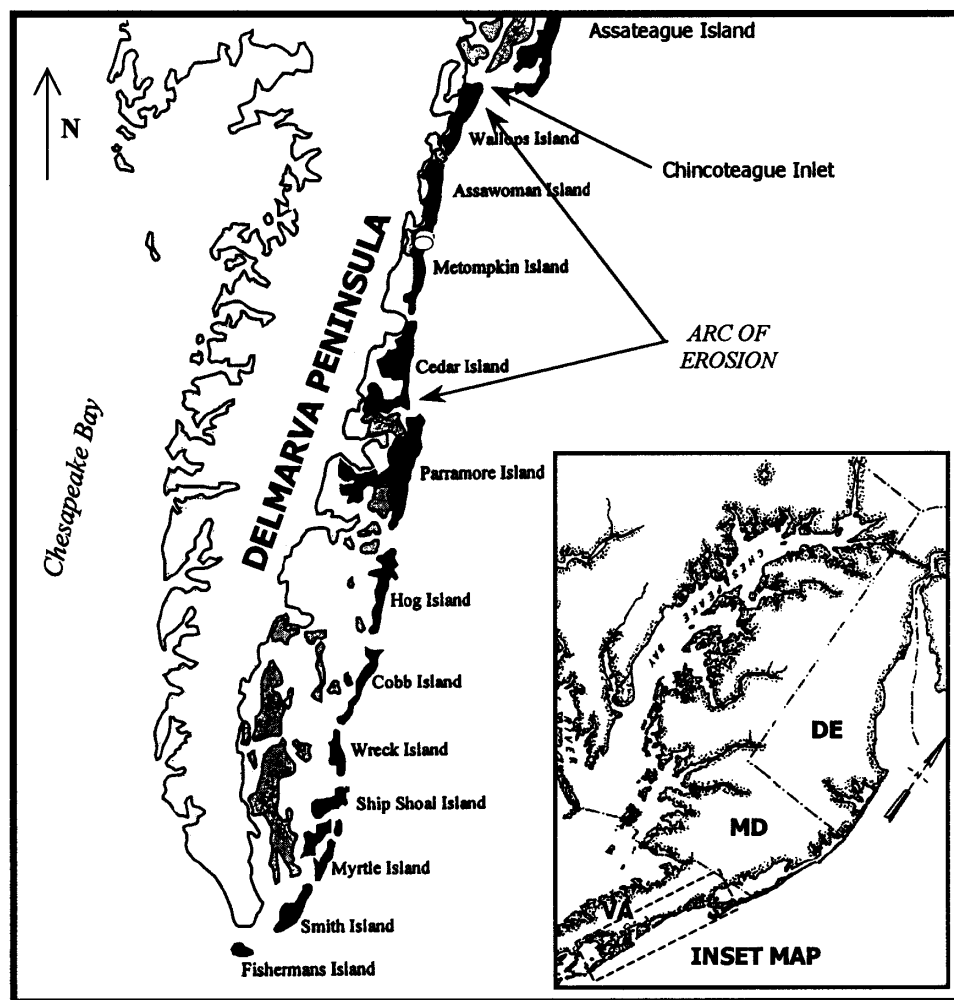 Assateague Island
N
Wallops Island
Chincoteague Inlet
Assawoman Island
Metompkin Island
DELMARVA PENINSULA
ARC OF
EROSION
Cedar Island
Chesapeake Bay
Parramore Island
Hog Island
Cobb Island
Wreck Island
Ship Shoal Island
Myrtle Island
Smith Island
Fishermans Island
BAY
RIVER
DE
MD
VA
INSET MAP